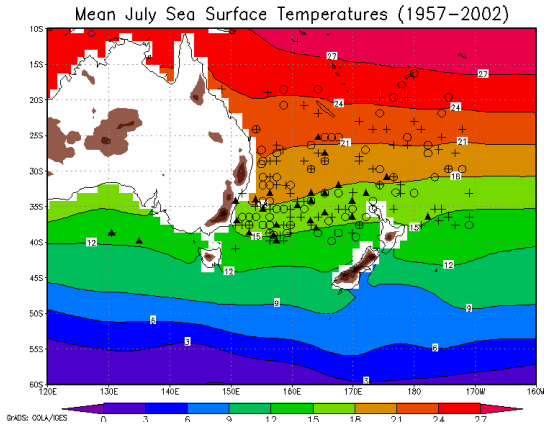 Mean July Sea Surface Temperatures (1957-2002)
10S
15S
20S
25S
30S
35S
40S
45S
50S
55S
60S
27
27
24
24
21
21
18
15
15
12
12
12
9
9
6
6
3
3
120E 130E 140E 150E 160E 170E 180 170W 160W
GrADS: COLA/IGES
0 3 6 9 12 15 18 21 24 27